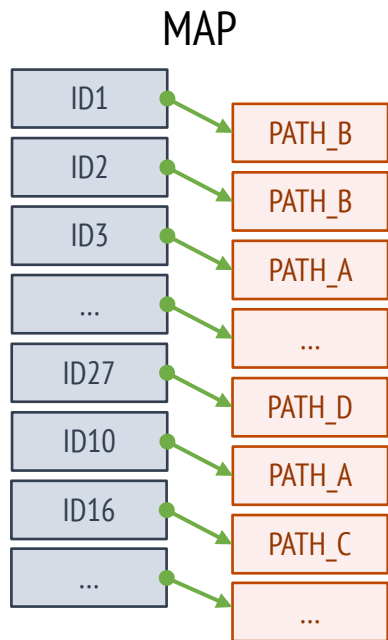 MAP
ID1
PATH_B
ID2
PATH_B
ID3
PATH_A
...
...
ID27
PATH_D
ID10
PATH_A
ID16
PATH_C
...
...